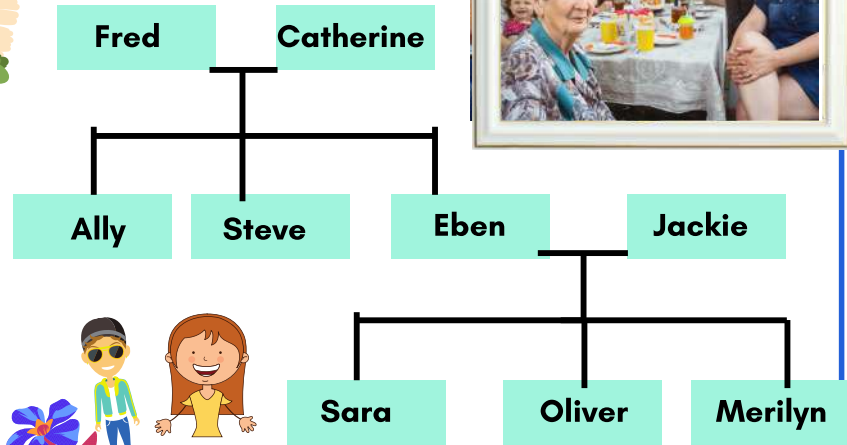 Fred
Catherine
Ally
Steve
Eben
Jackie
Sara
Oliver
Merilyn